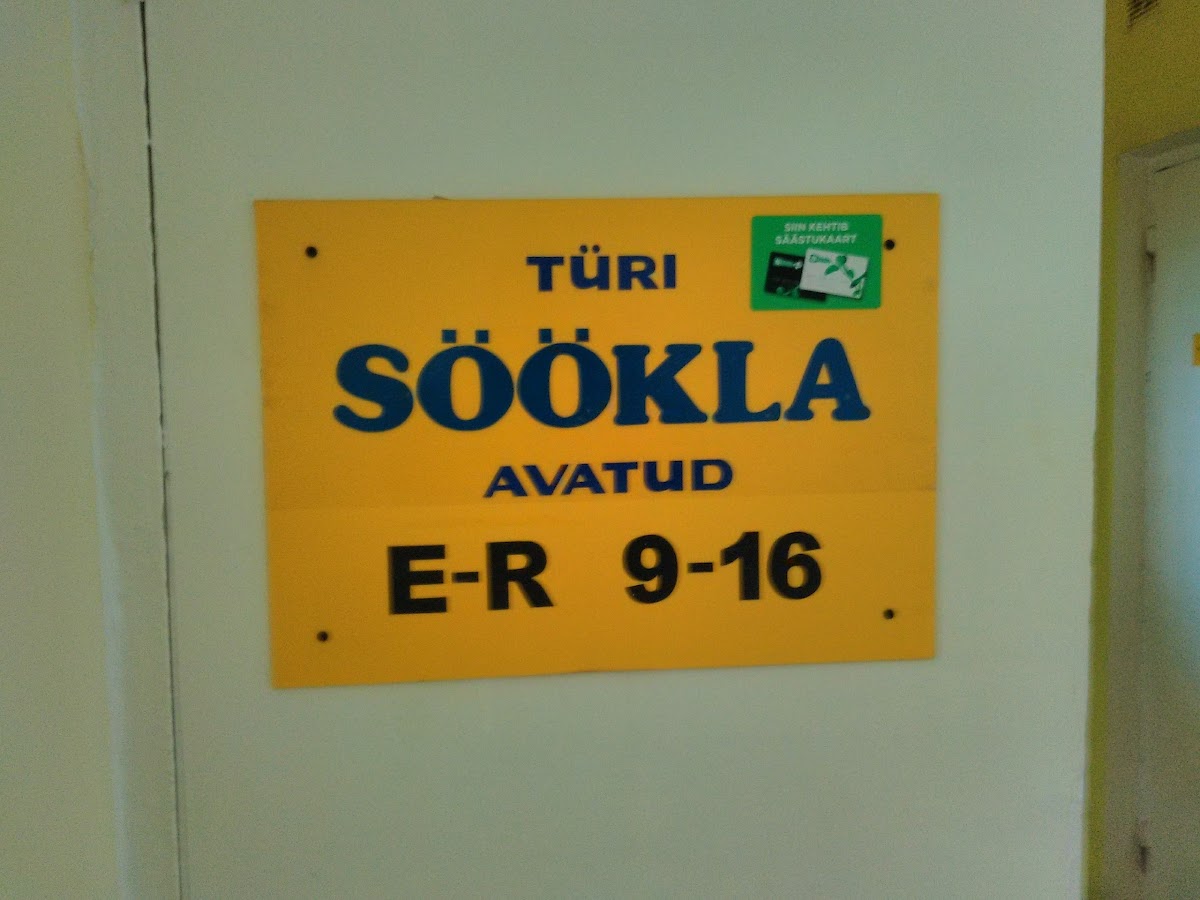 SIIN KEHTIB
SÄÄSTUKAART
TÜRI
SÖÖKLA
AVATUD
E-R 9-16